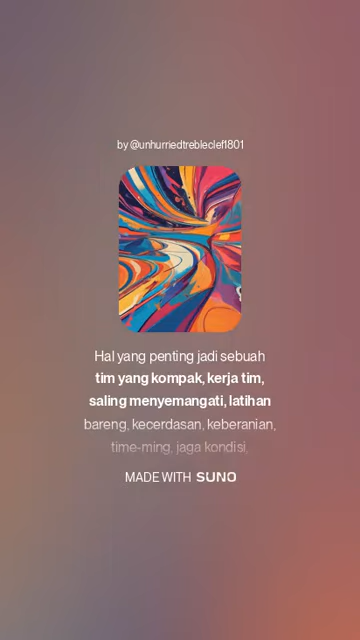 by @unhurriedtrebleclef1801
Hal yang penting jadi sebuah
tim yang kompak, kerja tim,
saling menyemangati, latihan
bareng, kecerdasan, keberanian,
time-ming, jaga kondisi,
MADE WITH SUNO